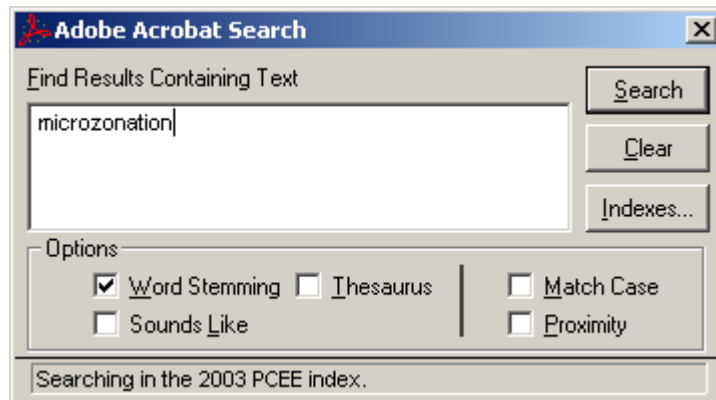 Adobe Acrobat Search
Find Results Containing Text
Search
microzonation
Clear
Indexes...
Options
Word Stemming Thesaurus Match Case
Sounds Like Proximity
Searching in the 2003 PCEE index.